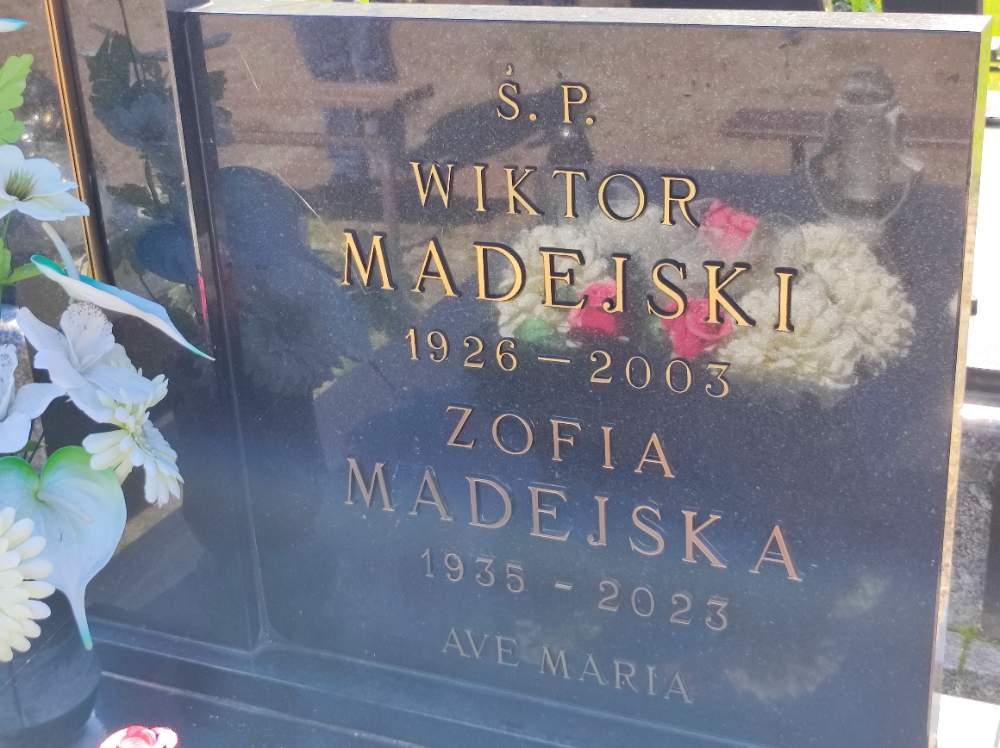 Ś. P.
WIKTOR
MADEJSKI
1926 – 2003
ZOFIA
MADEJSKA
1935 - 2023
AVE MARIA